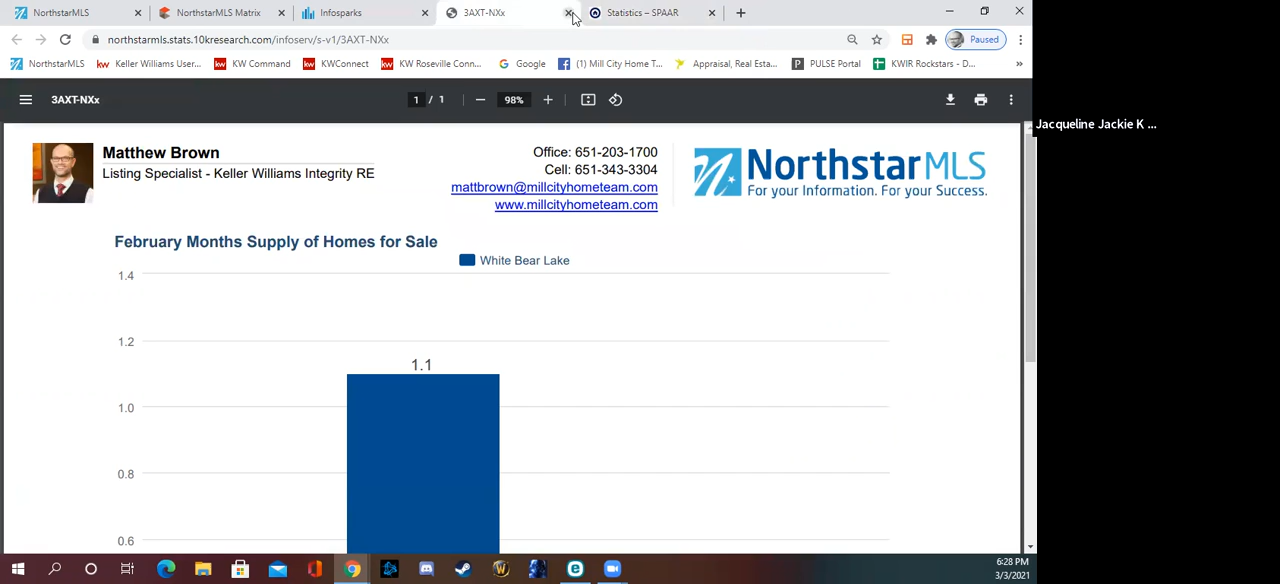 NorthstarMLS
NorthstarMLS Matrix
Infosparks
3AXT-NXx
Statistics – SPAAR
northstarmls.stats.10kresearch.com/infoserv/s-v1/3AXT-NXx
Paused
NorthstarMLS
Keller Williams User...
KW Command
KWConnect
KW Roseville Conn...
Google
(1) Mill City Home T...
Appraisal, Real Esta...
PULSE Portal
KWIR Rockstars - D...
3AXT-NXx
1 / 1
98%
Jacqueline Jackie K ...
Matthew Brown
Listing Specialist - Keller Williams Integrity RE
Office: 651-203-1700
Cell: 651-343-3304
mattbrown@millcityhometeam.com
www.millcityhometeam.com
NorthstarMLS
For your Information. For your Success.
February Months Supply of Homes for Sale
White Bear Lake
1.4
1.2
1.1
1.0
0.8
0.6
6:28 PM
3/3/2021